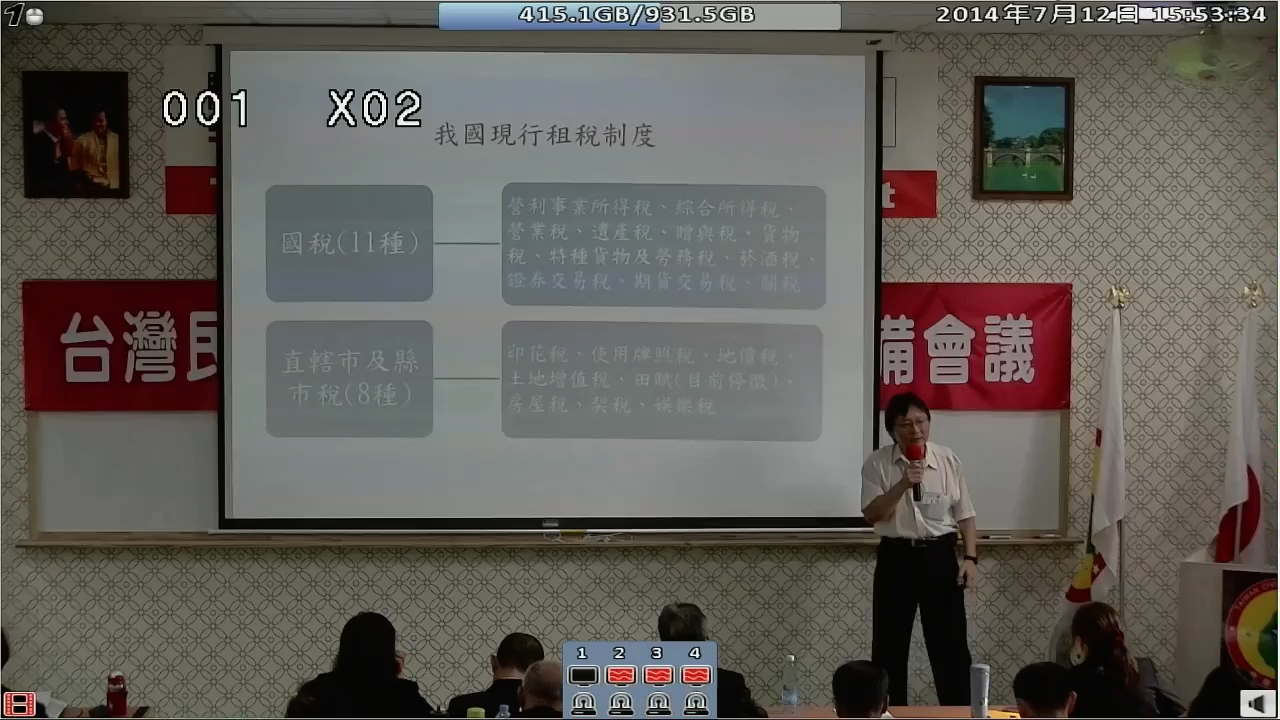 1
415.1GB/931.5GB
2014年7月12日 15:53:34
001 X02
我國現行租稅制度
國稅(11種)
營利事業所得稅、綜合所得稅、
營業稅、遺產稅、贈與稅、貨物
稅、特種貨物及勞務稅、菸酒稅、
證券交易稅、期貨交易稅、關稅
直轄市及縣
市稅(8種)
印花稅、使用牌照稅、地價稅、
土地增值稅、田賦(目前停徵)、
房屋稅、契稅、娛樂稅
t
台灣民
備會議
TAIWAN
1 2 3 4